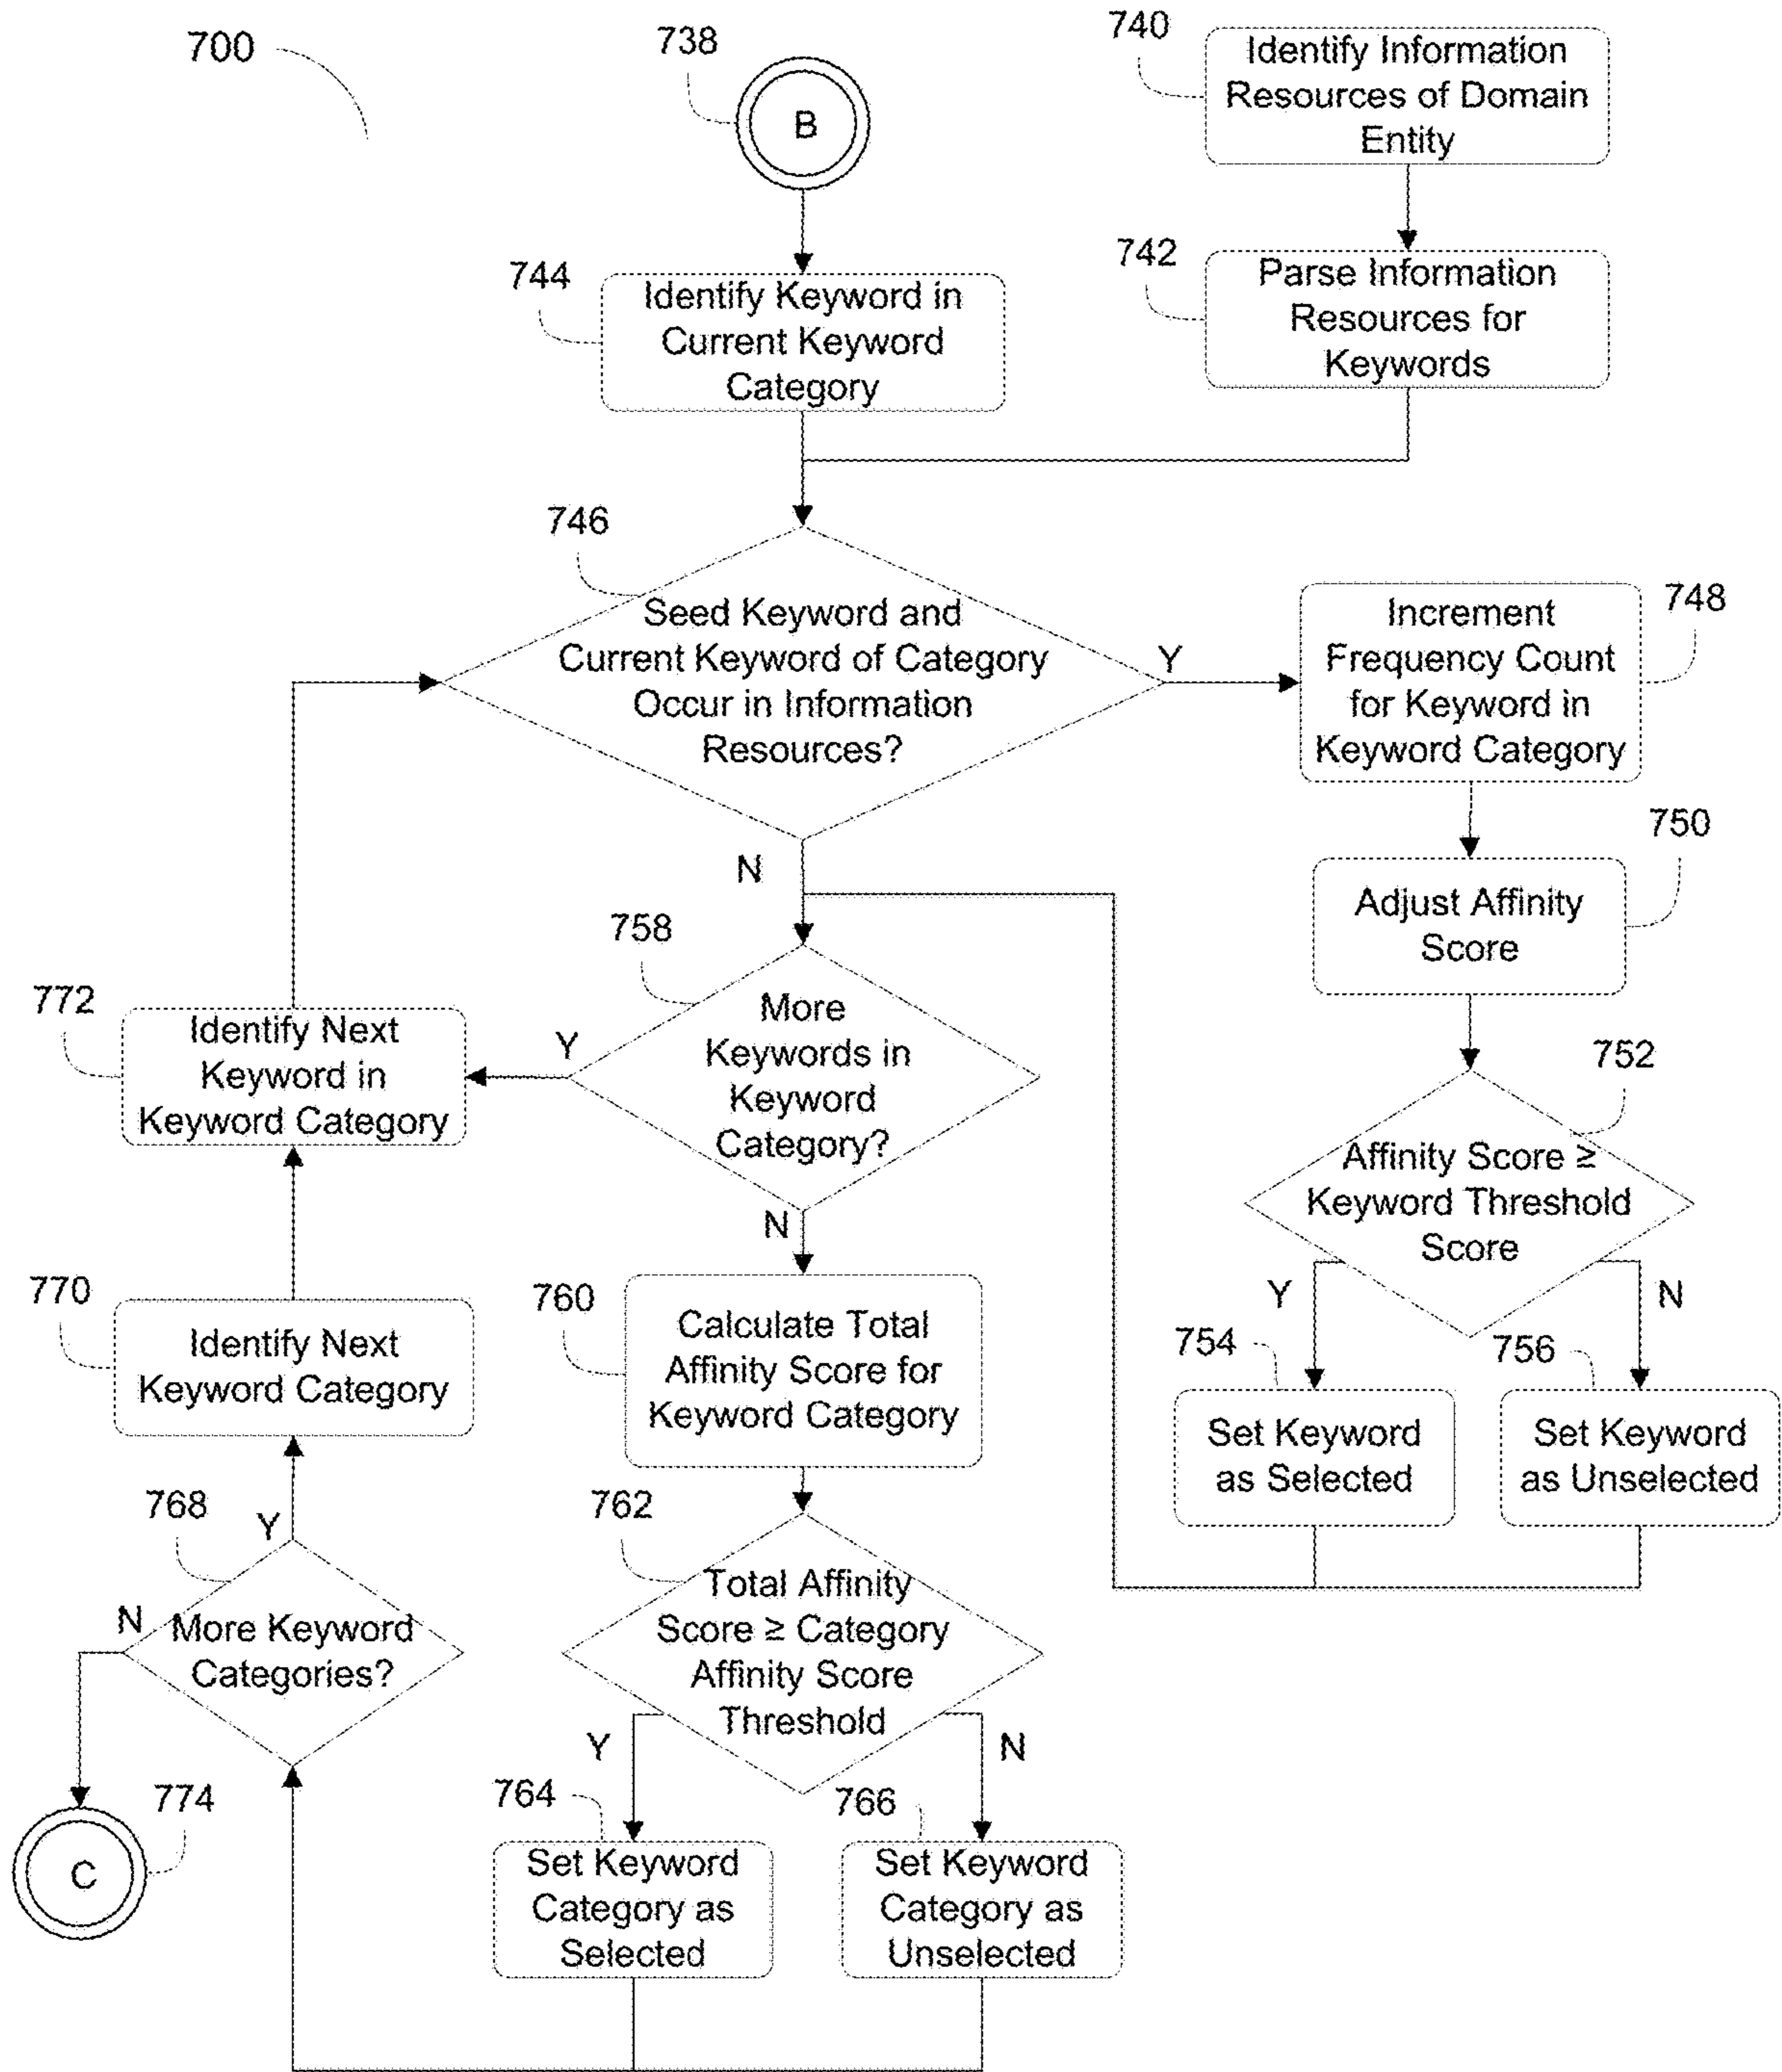 700
738
B
740
Identify Information
Resources of Domain
Entity
744
Identify Keyword in
Current Keyword
Category
742
Parse Information
Resources for
Keywords
746
Seed Keyword and
Current Keyword of Category
Occur in Information
Resources?
Y
N
748
Increment
Frequency Count
for Keyword in
Keyword Category
750
Adjust Affinity
Score
752
Affinity Score ≥
Keyword Threshold
Score
Y
N
754
Set Keyword
as Selected
756
Set Keyword
as Unselected
758
More
Keywords in
Keyword
Category?
Y
N
772
Identify Next
Keyword in
Keyword Category
770
Identify Next
Keyword Category
760
Calculate Total
Affinity Score for
Keyword Category
762
Total Affinity
Score ≥ Category
Affinity Score
Threshold
Y
N
764
Set Keyword
Category as
Selected
766
Set Keyword
Category as
Unselected
768
More Keyword
Categories?
Y
N
774
C